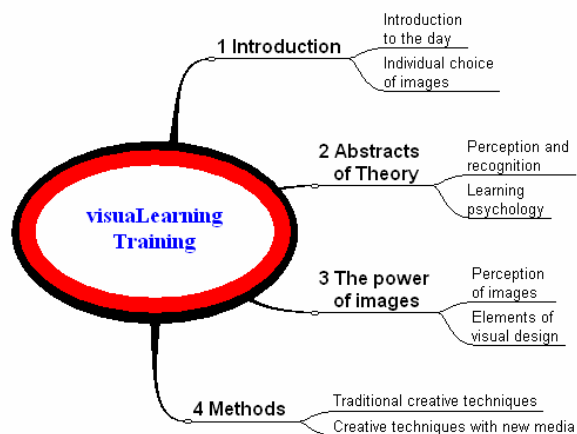 visuaLearning
Training
1 Introduction
Introduction
to the day
Individual choice
of images
2 Abstracts
of Theory
Perception and
recognition
Learning
psychology
3 The power
of images
Perception
of images
Elements of
visual design
4 Methods
Traditional creative techniques
Creative techniques with new media